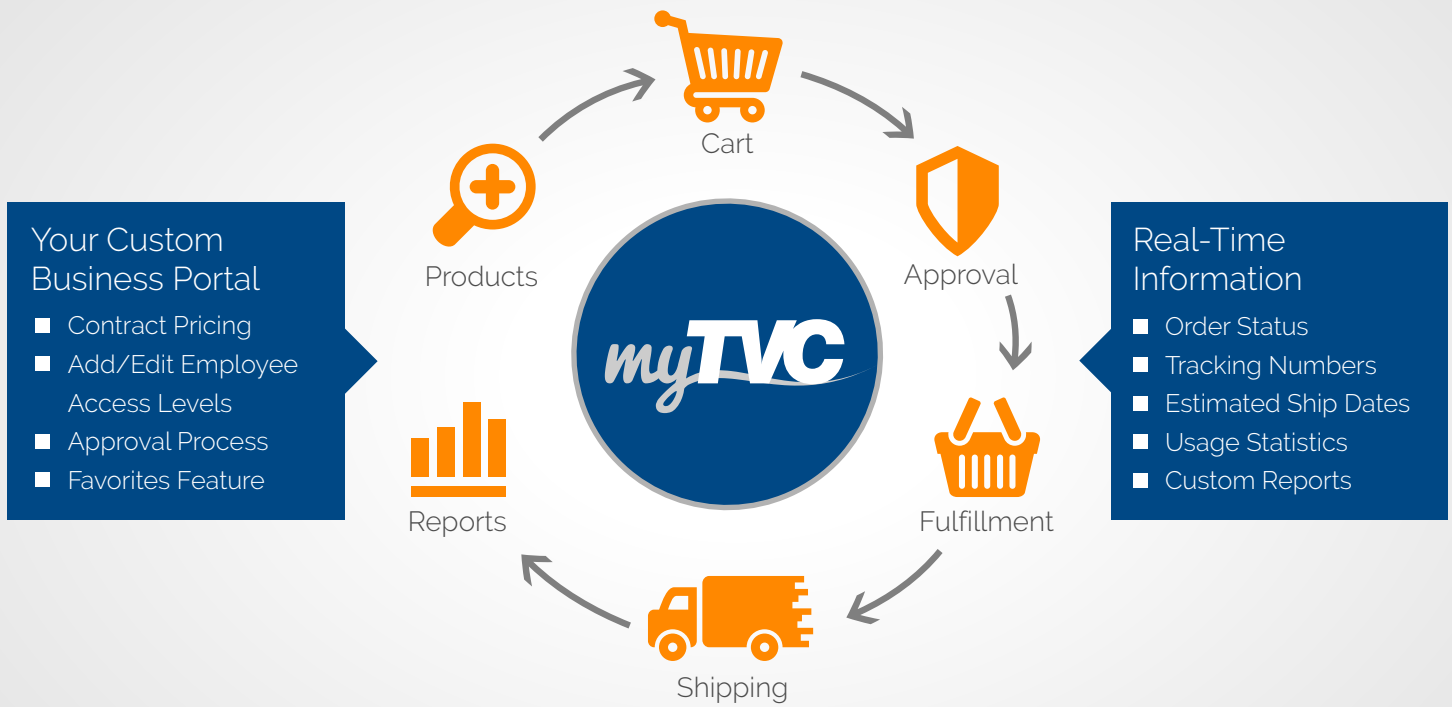 Cart
Products
Approval
Your Custom
Business Portal
Contract Pricing
Add/Edit Employee
Access Levels
Approval Process
Favorites Feature
myTVC
Real-Time
Information
Order Status
Tracking Numbers
Estimated Ship Dates
Usage Statistics
Custom Reports
Reports
Fulfillment
Shipping